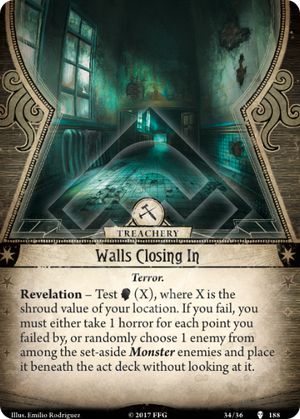 TREACHERY
Walls Closing In
Terror.
Revelation – Test (X), where X is the
shroud value of your location. If you fail, you
must either take 1 horror for each point you
failed by, or randomly choose 1 enemy from
among the set-aside Monster enemies and place
it beneath the act deck without looking at it.
Illus. Emilio Rodriguez © 2017 FFG 34/36 188